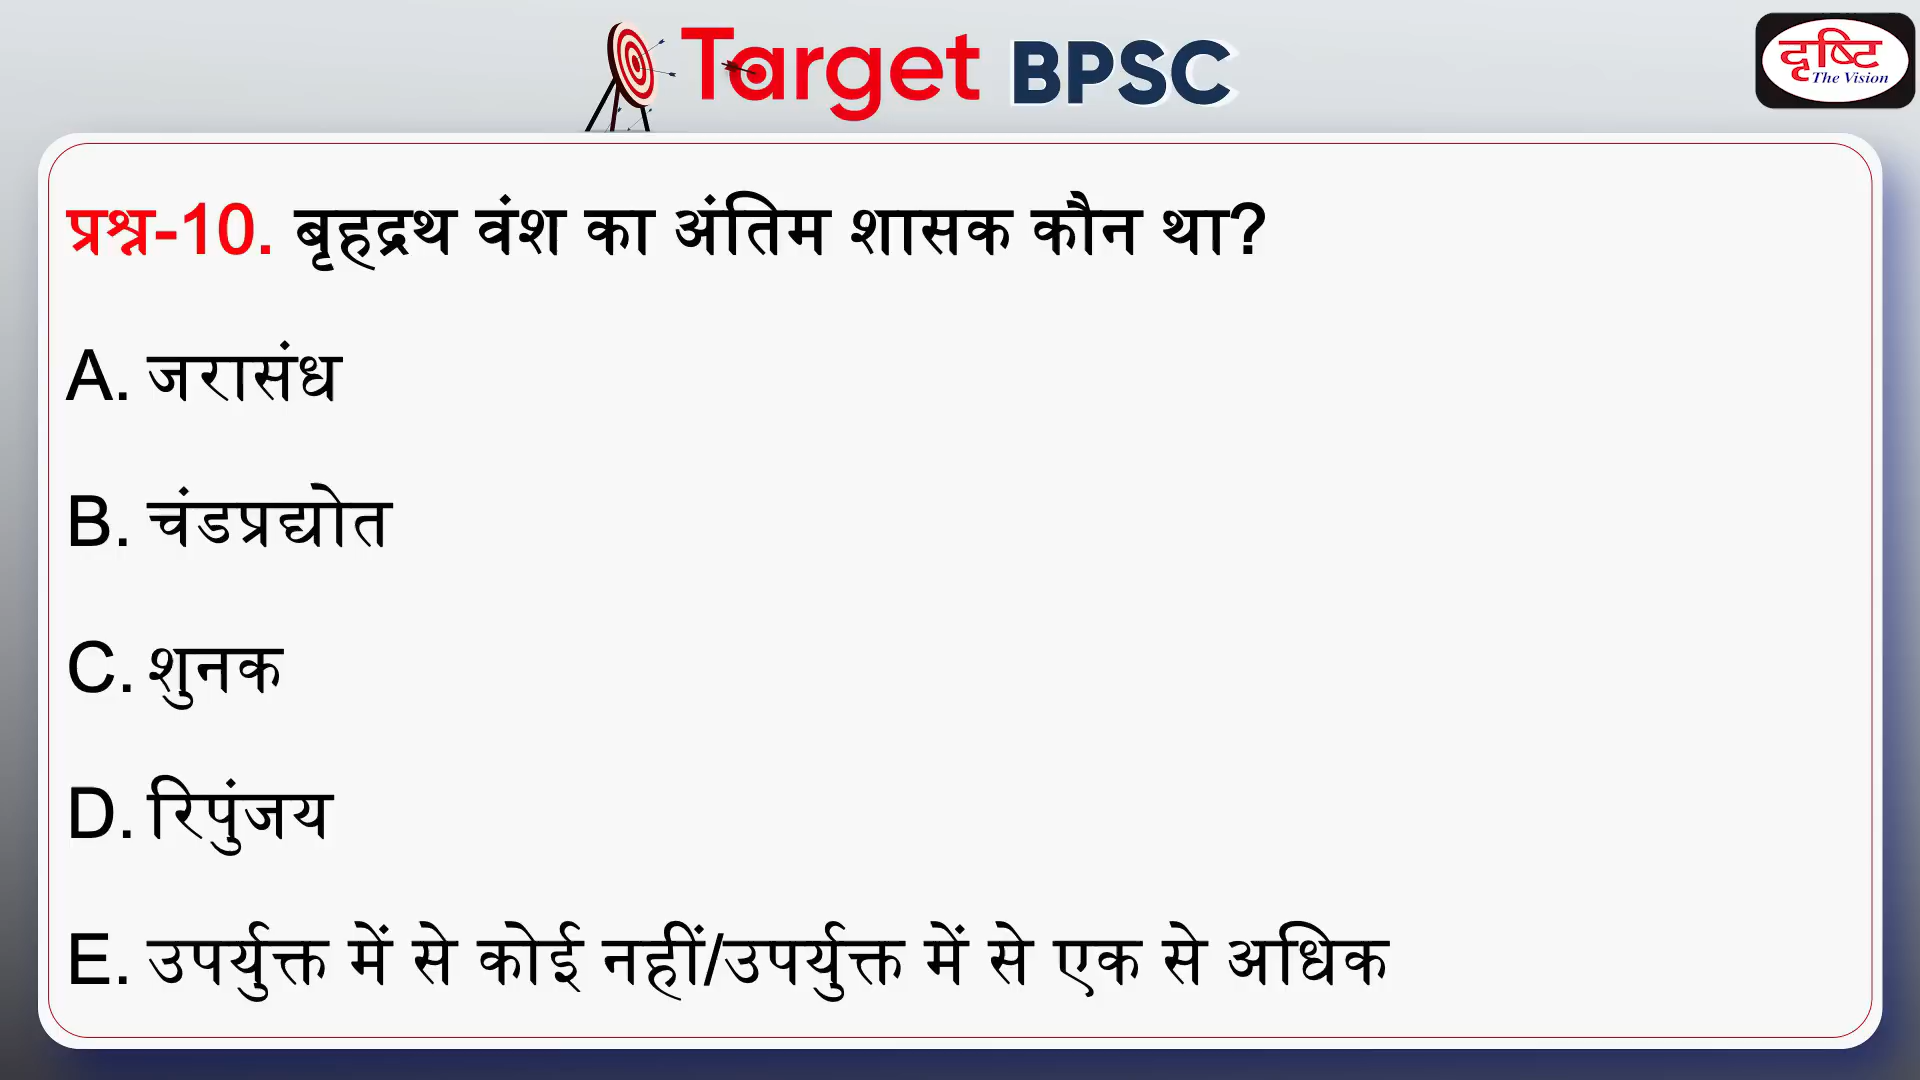 Target BPSC
दृष्टि
The Vision
प्रश्न-10. बृहद्रथ वंश का अंतिम शासक कौन था?
A. जरासंध
B. चंडप्रद्योत
C. शुनक
D. रिपुंजय
E. उपर्युक्त में से कोई नहीं/उपर्युक्त में से एक से अधिक